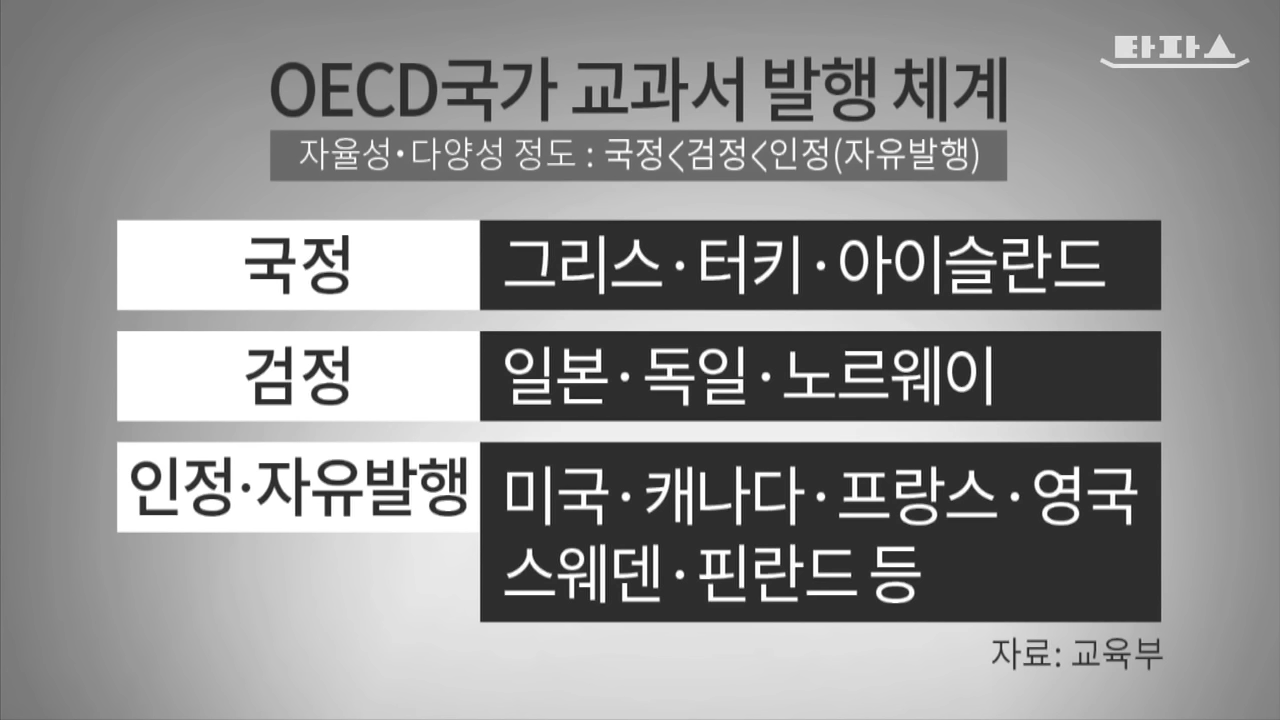 타파스
OECD국가 교과서 발행 체계
자율성·다양성 정도 : 국정<검정<인정(자유발행)
국정
그리스·터키·아이슬란드
검정
일본·독일·노르웨이
인정·자유발행
미국·캐나다·프랑스·영국
스웨덴·핀란드 등
자료: 교육부